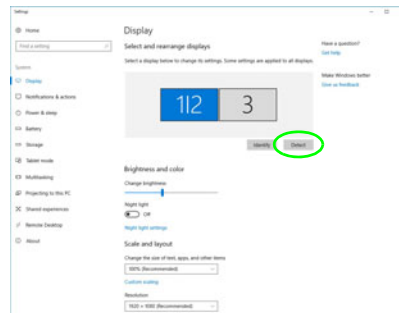 Settings
Home
Find a setting
System
Display
Notifications & actions
Power & sleep
Battery
Storage
Tablet mode
Multitasking
Projecting to this PC
Shared experiences
Remote Desktop
About
Display
Select and rearrange displays
Select a display below to change its settings. Some settings are applied to all displays.
1|2 3
Identify Detect
Brightness and color
Change brightness
Night light
Off
Night light settings
Scale and layout
Change the size of text, apps, and other items
100% (Recommended)
Custom scaling
Resolution
1920 × 1080 (Recommended)
Have a question?
Get help
Make Windows better
Give us feedback